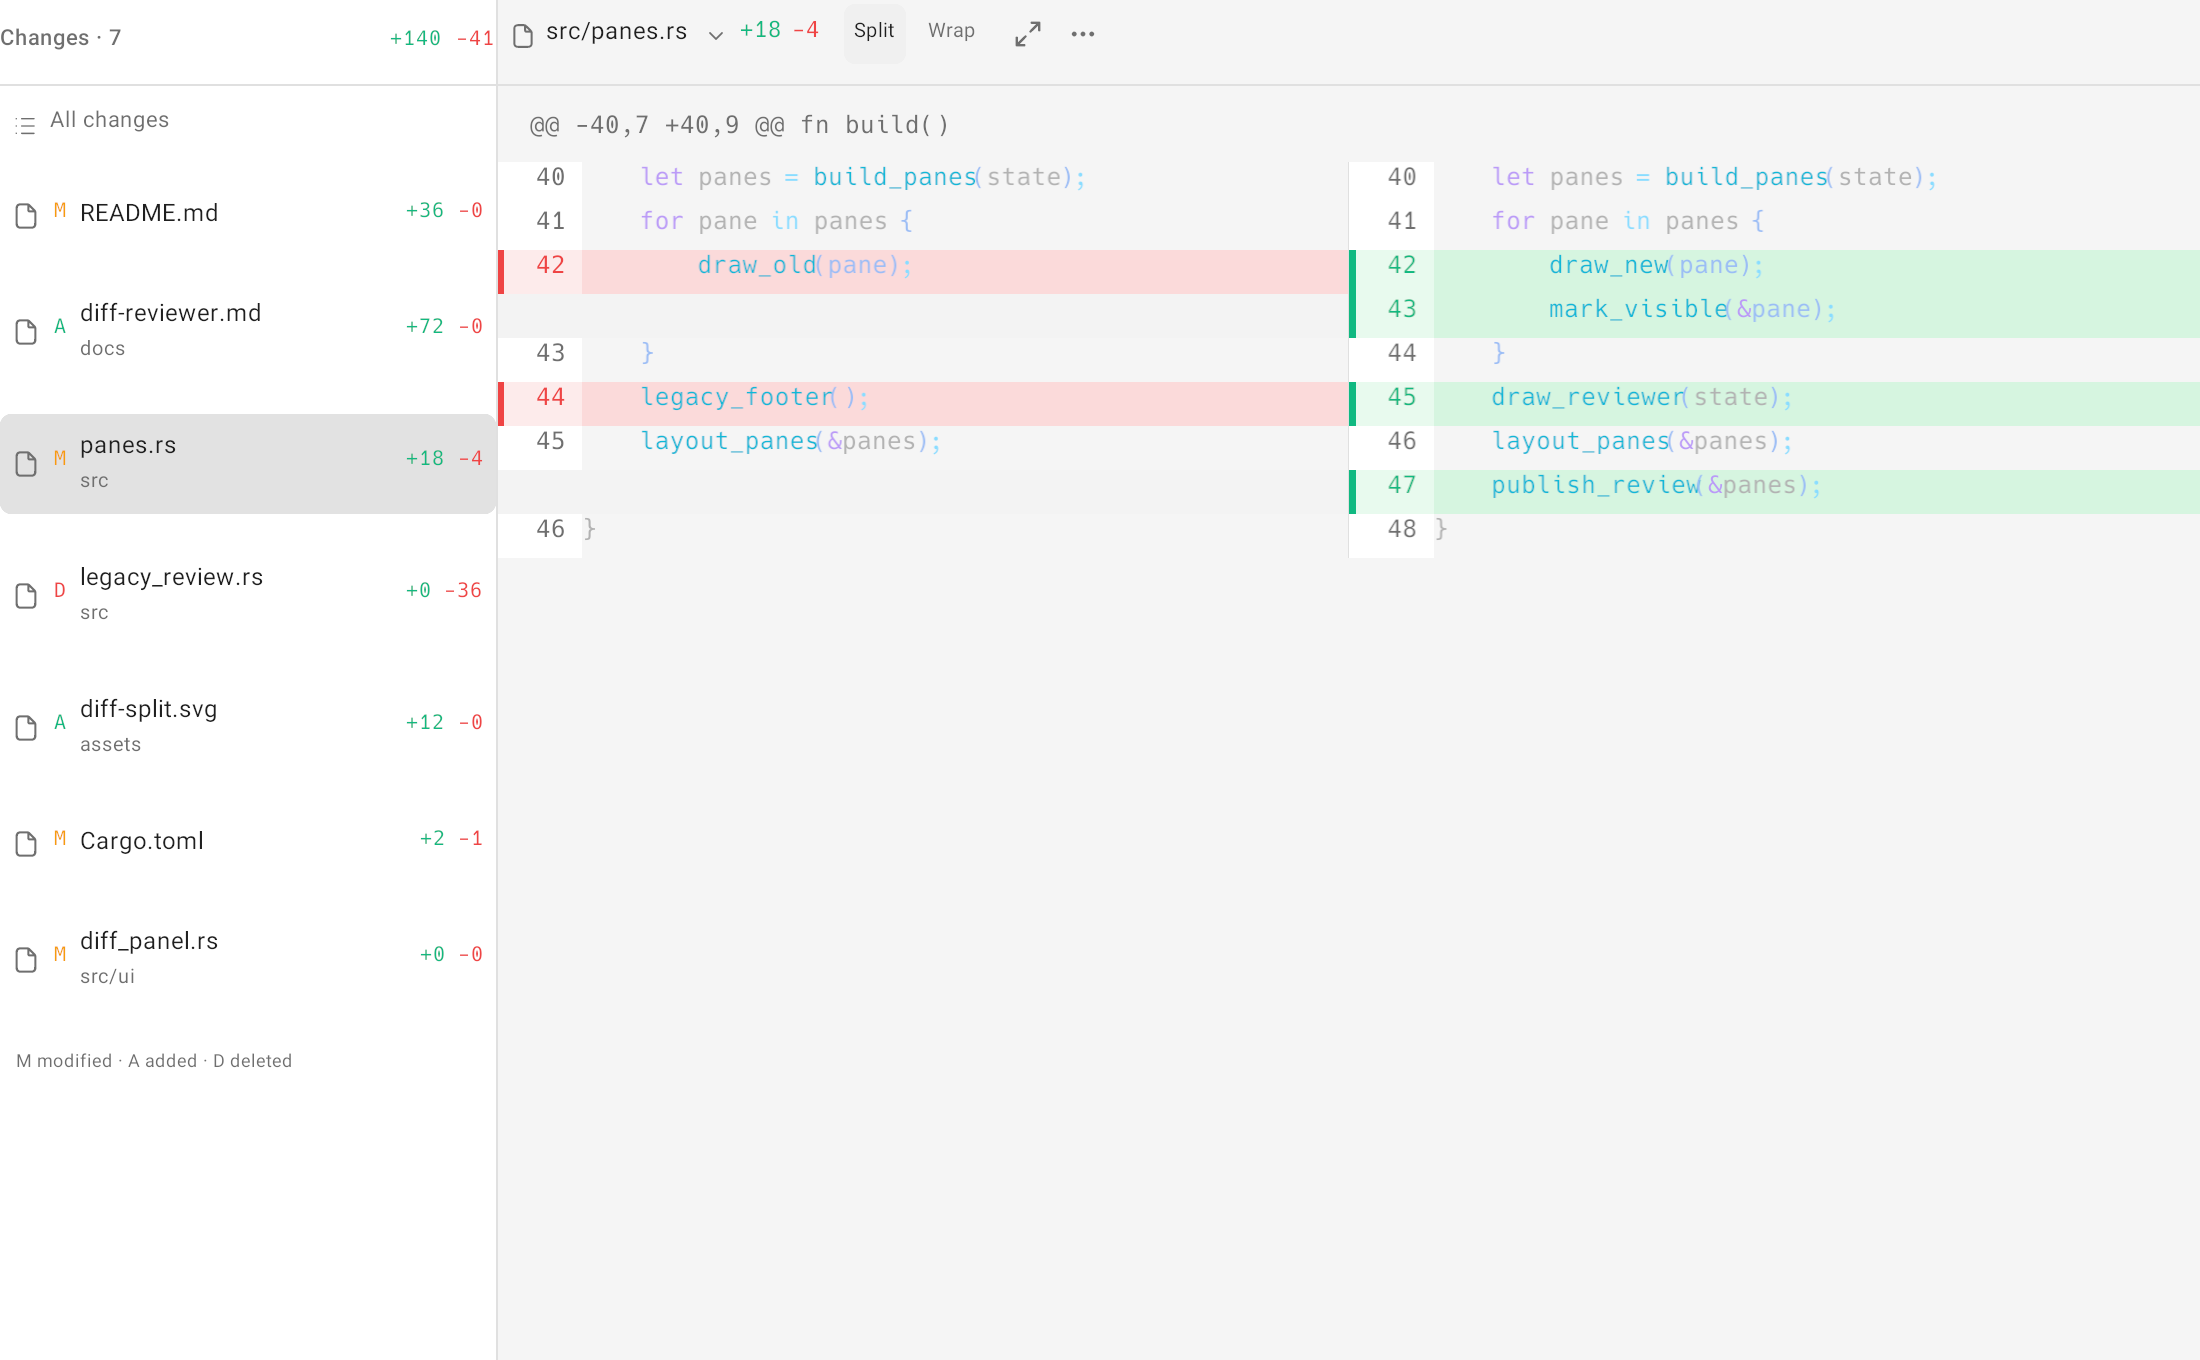 Changes · 7 +140 -41
All changes
M README.md +36 -0
A diff-reviewer.md +72 -0
docs
M panes.rs +18 -4
src
D legacy_review.rs +0 -36
src
A diff-split.svg +12 -0
assets
M Cargo.toml +2 -1
M diff_panel.rs +0 -0
src/ui
M modified · A added · D deleted
src/panes.rs +18 -4 Split Wrap
@@ -40,7 +40,9 @@ fn build()
40 let panes = build_panes(state);
41 for pane in panes {
42 draw_old(pane);
43 }
44 legacy_footer();
45 layout_panes(&panes);
46 }
40 let panes = build_panes(state);
41 for pane in panes {
42 draw_new(pane);
43 mark_visible(&pane);
44 }
45 draw_reviewer(state);
46 layout_panes(&panes);
47 publish_review(&panes);
48 }